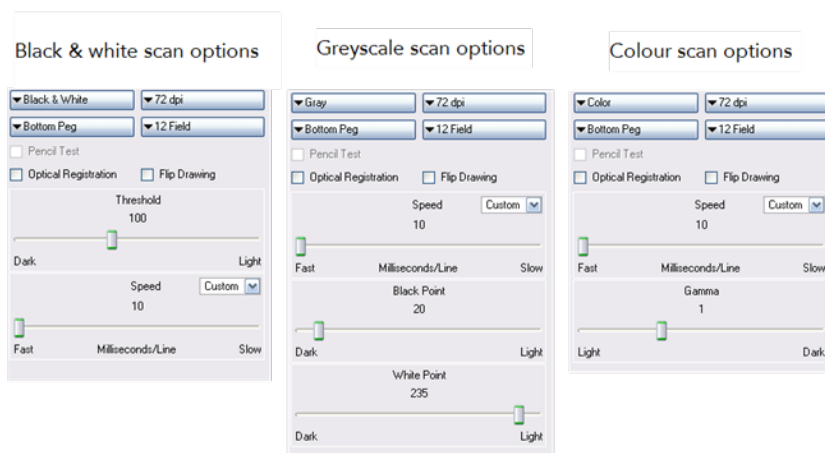 Black & white scan options
Black & White 72 dpi
Bottom Peg 12 Field
Pencil Test
Optical Registration Flip Drawing
Threshold
100
Dark Light
Speed Custom
10
Fast Milliseconds/Line Slow
Greyscale scan options
Gray 72 dpi
Bottom Peg 12 Field
Pencil Test
Optical Registration Flip Drawing
Speed Custom
10
Fast Milliseconds/Line Slow
Black Point
20
Dark Light
White Point
235
Dark Light
Colour scan options
Color 72 dpi
Bottom Peg 12 Field
Pencil Test
Optical Registration Flip Drawing
Speed Custom
10
Fast Milliseconds/Line Slow
Gamma
1
Light Dark